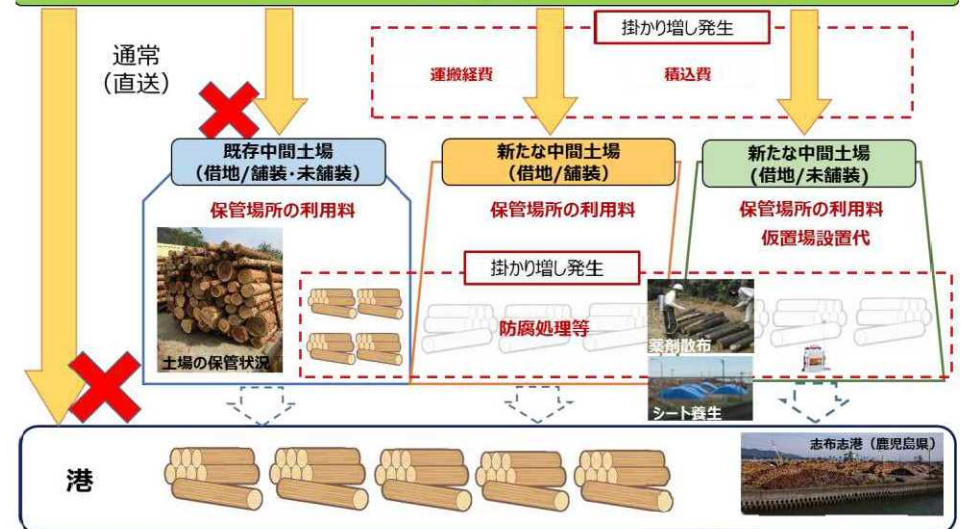 掛かり増し発生
通常
（直送）
運搬経費
積込費
既存中間土場
（借地/舗装・未舗装）
新たな中間土場
（借地/舗装）
新たな中間土場
（借地/未舗装）
保管場所の利用料
保管場所の利用料
保管場所の利用料
仮置場設置代
掛かり増し発生
防腐処理等
薬剤散布
土場の保管状況
シート養生
港
志布志港（鹿児島県）